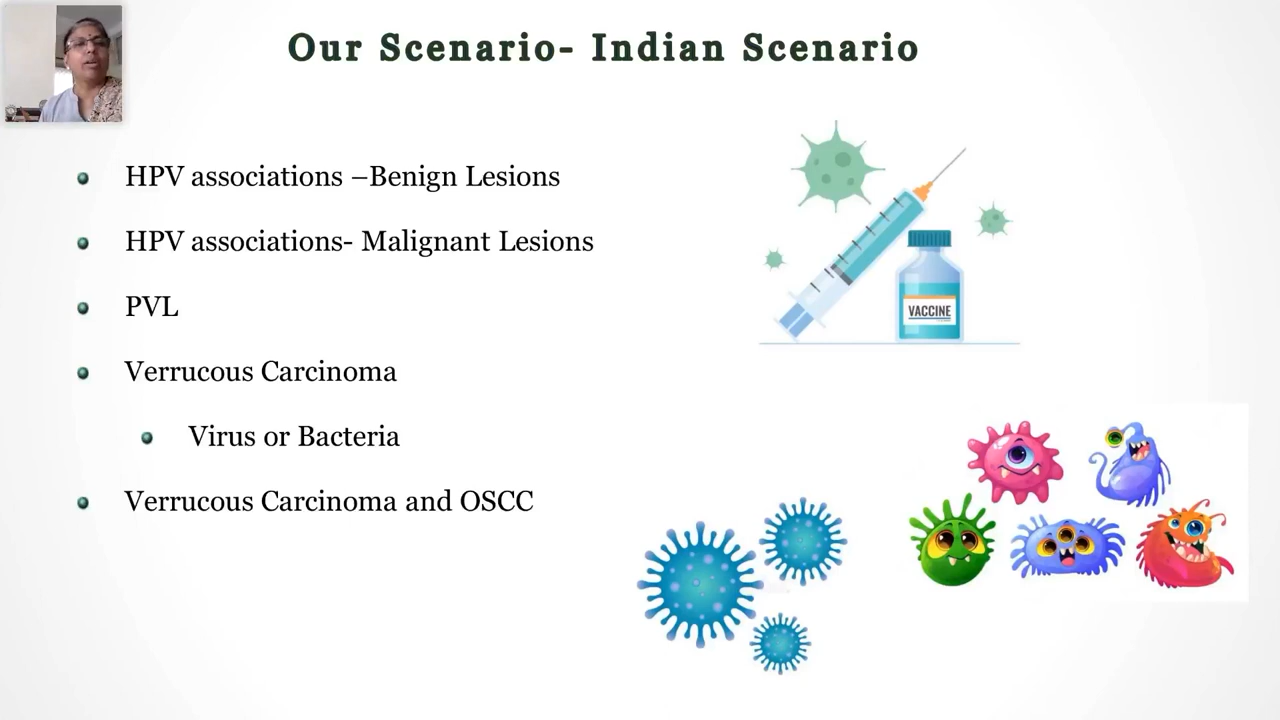 Our Scenario- Indian Scenario
HPV associations –Benign Lesions
HPV associations- Malignant Lesions
PVL
Verrucous Carcinoma
Virus or Bacteria
Verrucous Carcinoma and OSCC
VACCINE